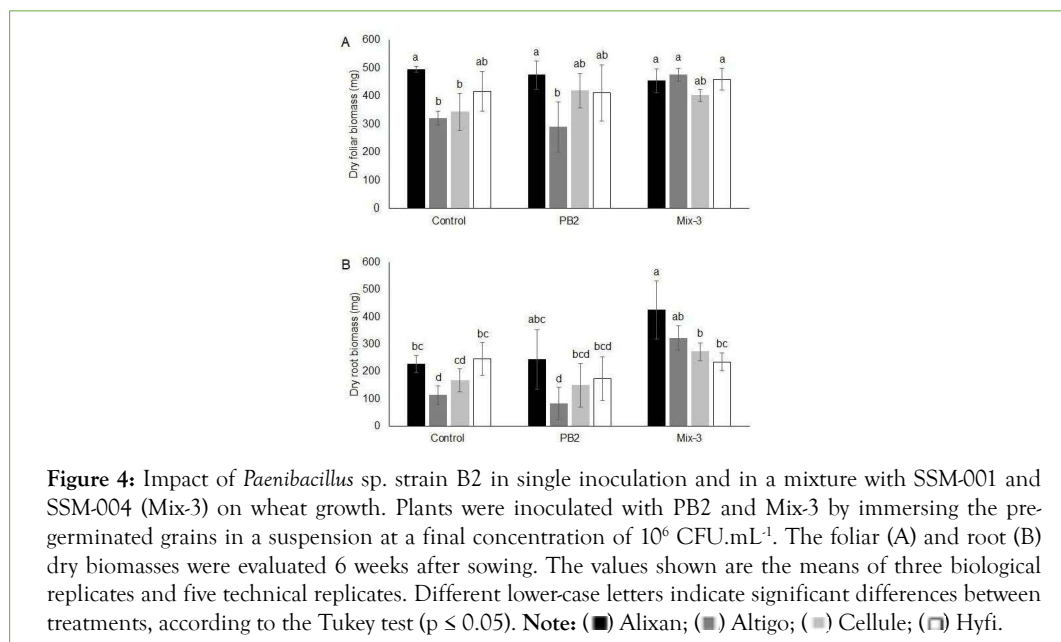 A
Dry foliar biomass (mg)
600
500
400
300
200
100
0
a
b
b
ab
a
b
ab
ab
a
a
ab
a
Control
PB2
Mix-3
B
Dry root biomass (mg)
600
500
400
300
200
100
0
bc
d
cd
bc
abc
d
bcd
bcd
a
ab
b
bc
Control
PB2
Mix-3
Figure 4: Impact of Paenibacillus sp. strain B2 in single inoculation and in a mixture with SSM-001 and
SSM-004 (Mix-3) on wheat growth. Plants were inoculated with PB2 and Mix-3 by immersing the pre-
germinated grains in a suspension at a final concentration of 10⁶ CFU.mL⁻¹. The foliar (A) and root (B)
dry biomasses were evaluated 6 weeks after sowing. The values shown are the means of three biological
replicates and five technical replicates. Different lower-case letters indicate significant differences between
treatments, according to the Tukey test (p ≤ 0.05). Note: (■) Alixan; (■) Altigo; (■) Cellule; (□) Hyfi.